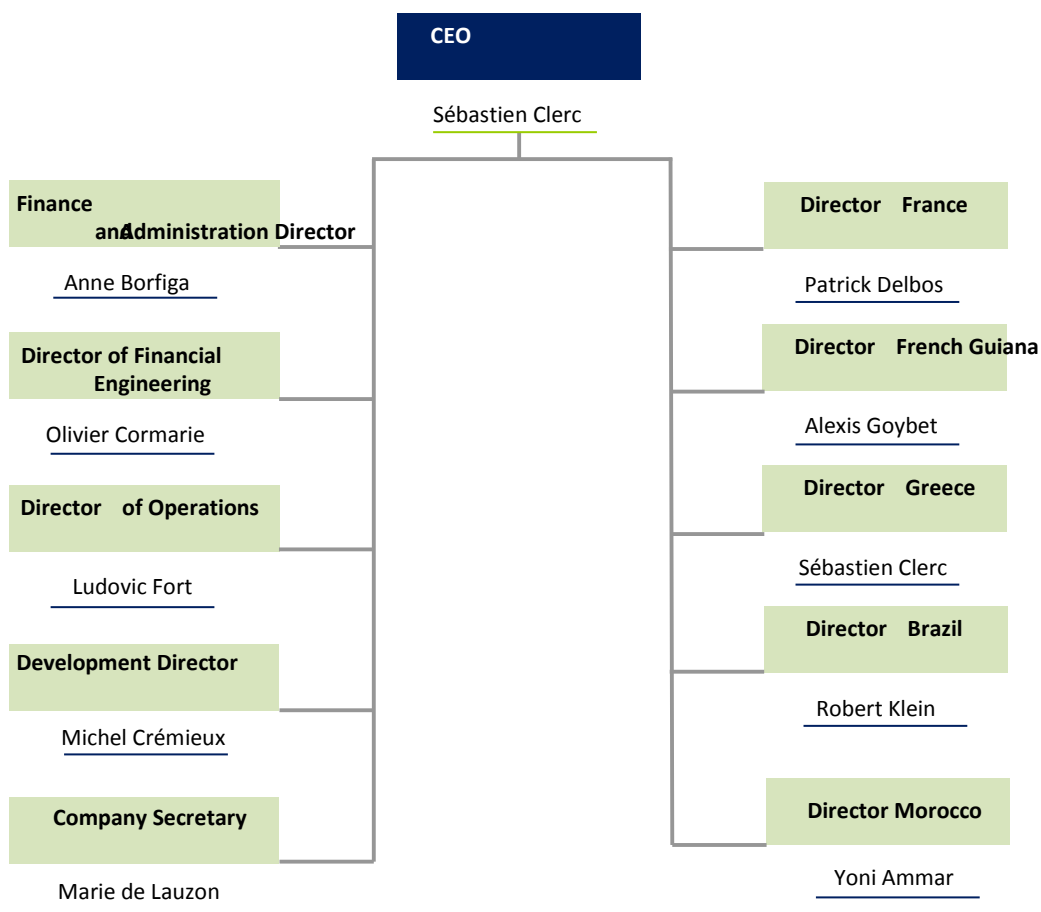 CEO
Sébastien Clerc
Finance
and Administration Director
Anne Borfiga
Director of Financial
Engineering
Olivier Cormarie
Director of Operations
Ludovic Fort
Development Director
Michel Crémieux
Company Secretary
Marie de Lauzon
Director France
Patrick Delbos
Director French Guiana
Alexis Goybet
Director Greece
Sébastien Clerc
Director Brazil
Robert Klein
Director Morocco
Yoni Ammar